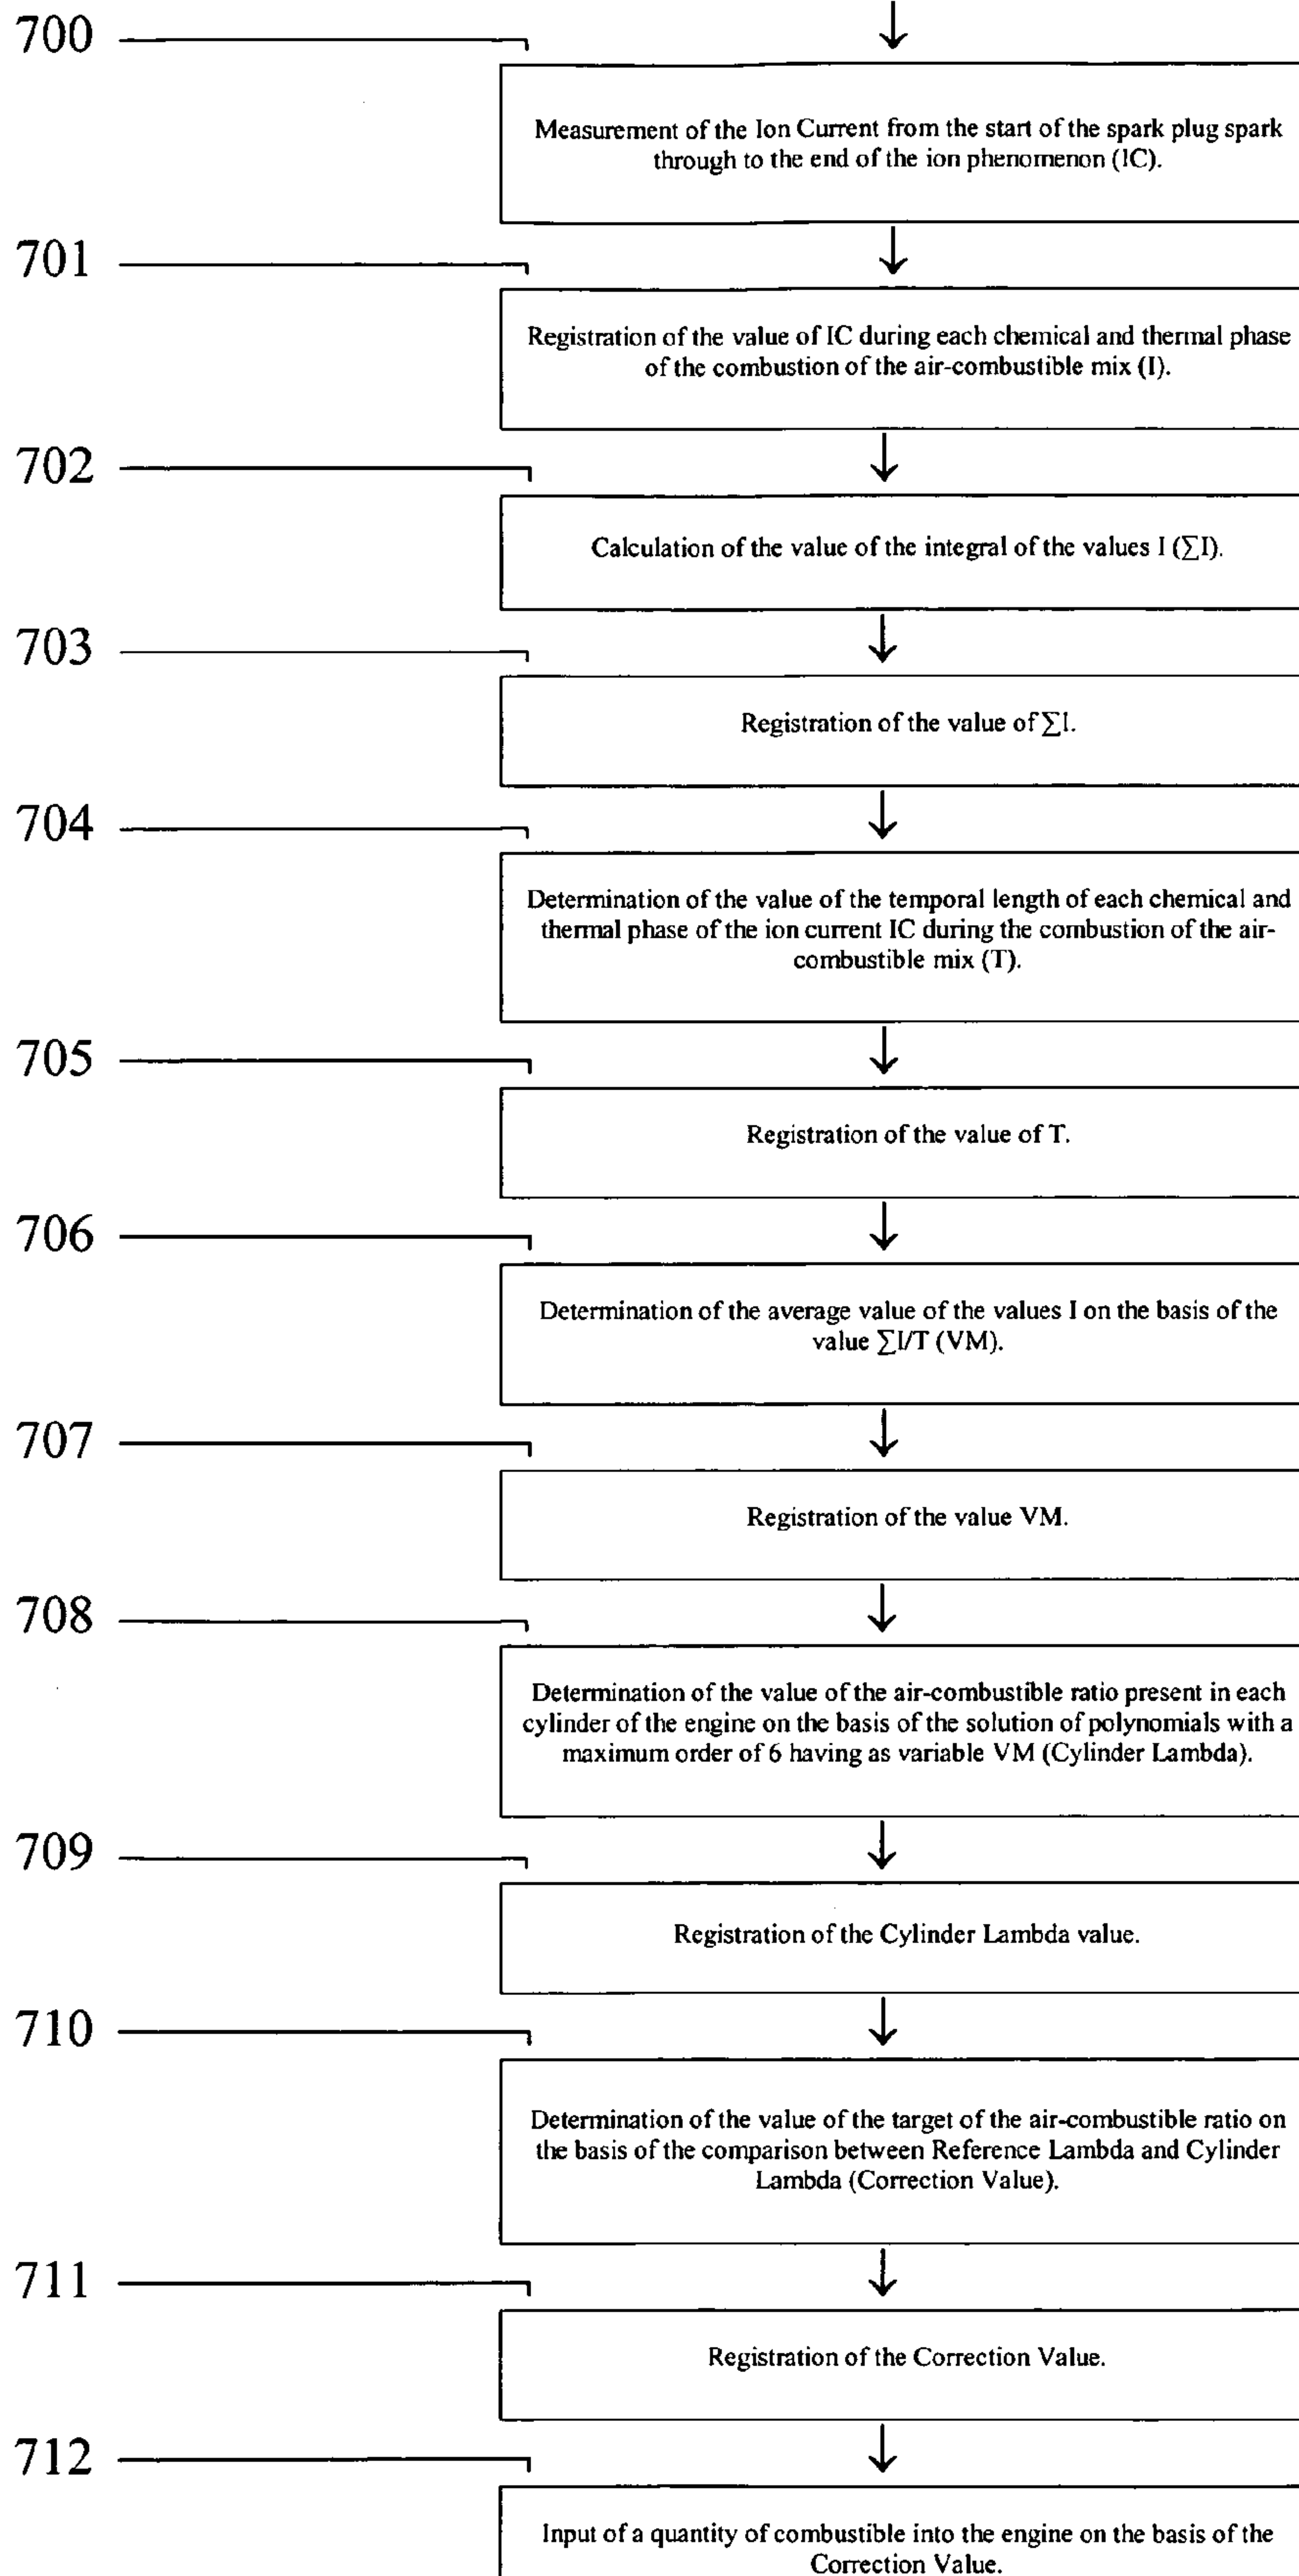 700
Measurement of the Ion Current from the start of the spark plug spark
through to the end of the ion phenomenon (IC).
701
Registration of the value of IC during each chemical and thermal phase
of the combustion of the air-combustible mix (I).
702
Calculation of the value of the integral of the values I (∑I).
703
Registration of the value of ∑I.
704
Determination of the value of the temporal length of each chemical and
thermal phase of the ion current IC during the combustion of the air-
combustible mix (T).
705
Registration of the value of T.
706
Determination of the average value of the values I on the basis of the
value ∑I/T (VM).
707
Registration of the value VM.
708
Determination of the value of the air-combustible ratio present in each
cylinder of the engine on the basis of the solution of polynomials with a
maximum order of 6 having as variable VM (Cylinder Lambda).
709
Registration of the Cylinder Lambda value.
710
Determination of the value of the target of the air-combustible ratio on
the basis of the comparison between Reference Lambda and Cylinder
Lambda (Correction Value).
711
Registration of the Correction Value.
712
Input of a quantity of combustible into the engine on the basis of the
Correction Value.